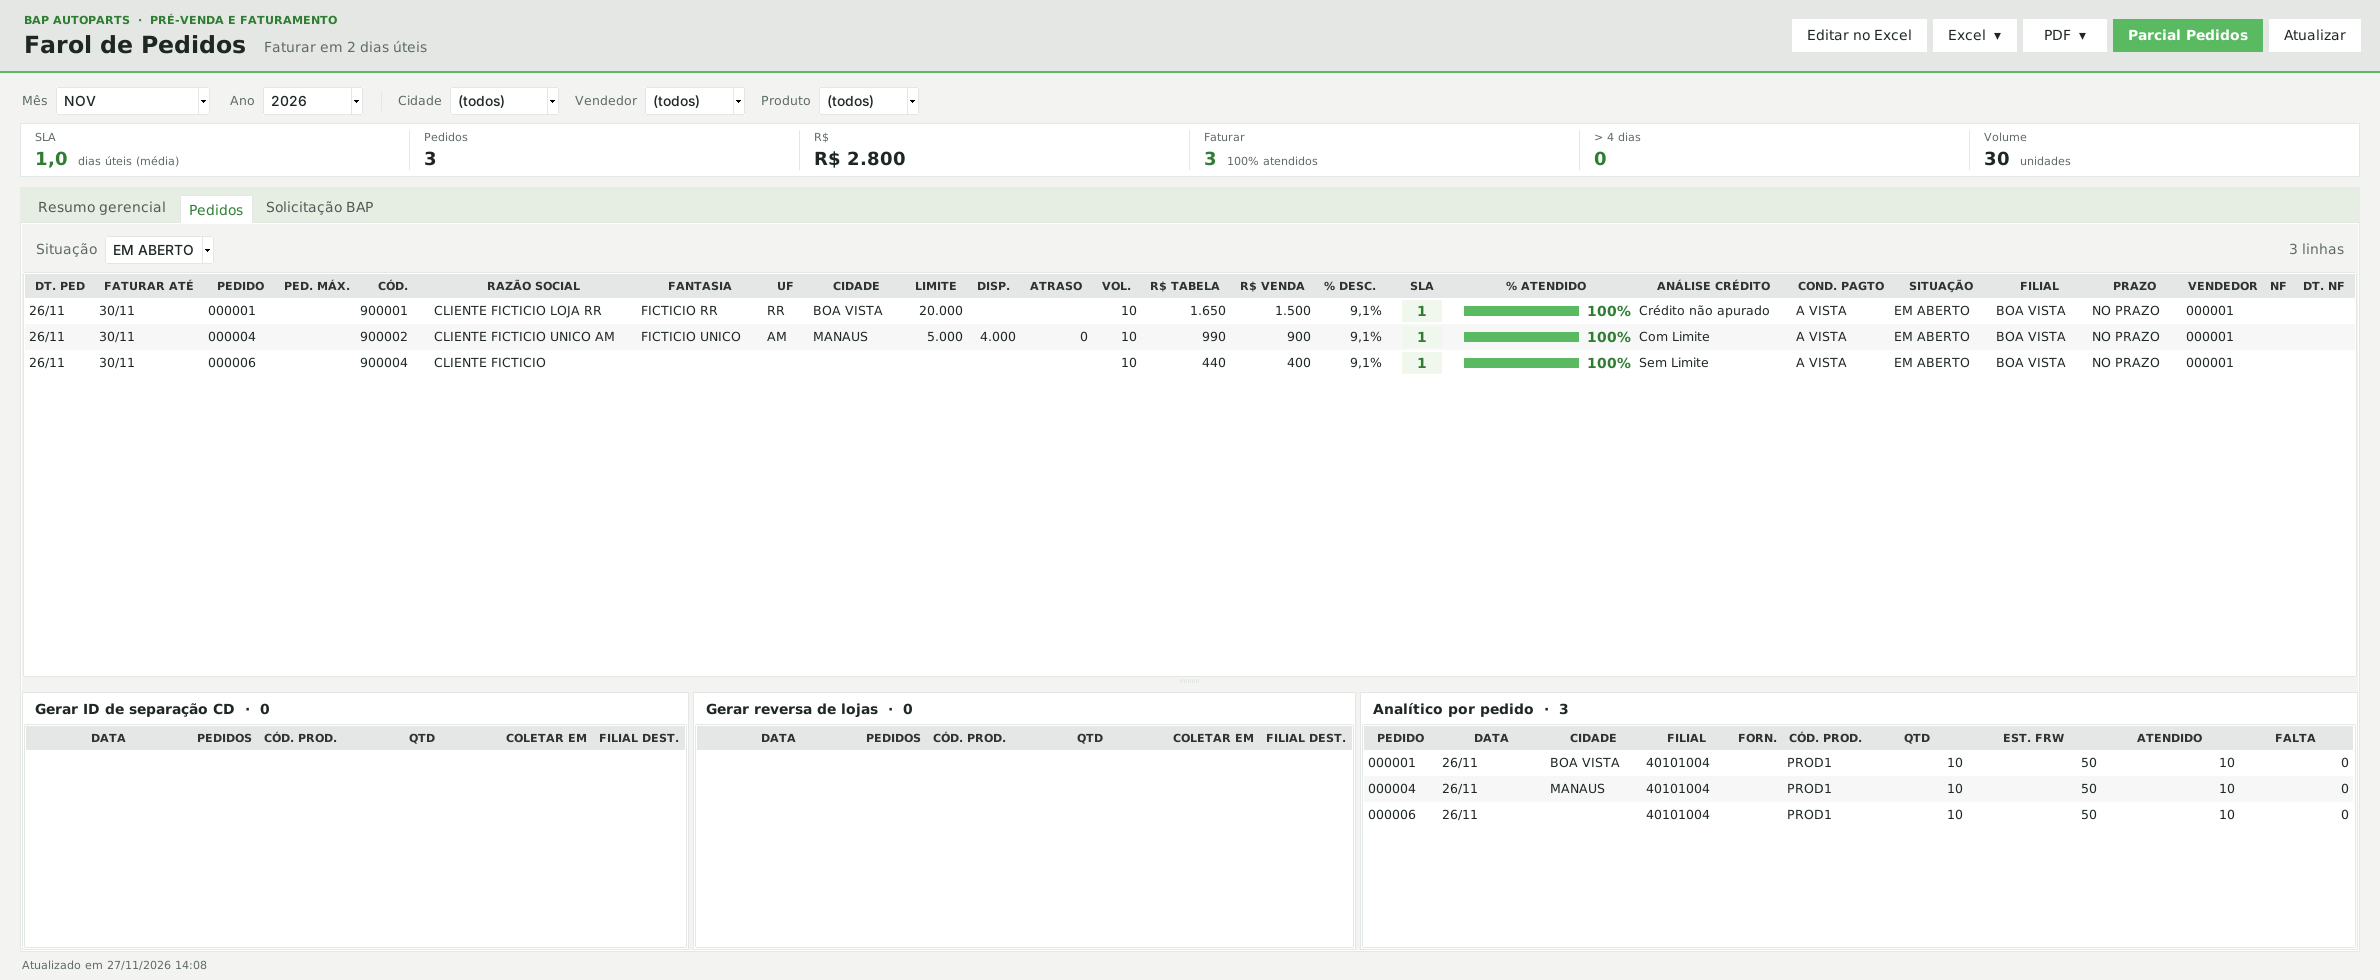 BAP AUTOPARTS · PRÉ-VENDA E FATURAMENTO
Farol de Pedidos Faturar em 2 dias úteis
Editar no Excel Excel ▾ PDF ▾ Parcial Pedidos Atualizar
Mês NOV Ano 2026 Cidade (todos) Vendedor (todos) Produto (todos)
SLA Pedidos R$ Faturar > 4 dias Volume
1,0 dias úteis (média) 3 R$ 2.800 3 100% atendidos 0 30 unidades
Resumo gerencial Pedidos Solicitação BAP
Situação EM ABERTO 3 linhas
DT. PED FATURAR ATÉ PEDIDO PED. MÁX. CÓD. RAZÃO SOCIAL FANTASIA UF CIDADE LIMITE DISP. ATRASO VOL. R$ TABELA R$ VENDA % DESC. SLA % ATENDIDO ANÁLISE CRÉDITO COND. PAGTO SITUAÇÃO FILIAL PRAZO VENDEDOR NF DT. NF
26/11 30/11 000001 900001 CLIENTE FICTICIO LOJA RR FICTICIO RR RR BOA VISTA 20.000 10 1.650 1.500 9,1% 1 100% Crédito não apurado A VISTA EM ABERTO BOA VISTA NO PRAZO 000001
26/11 30/11 000004 900002 CLIENTE FICTICIO UNICO AM FICTICIO UNICO AM MANAUS 5.000 4.000 0 10 990 900 9,1% 1 100% Com Limite A VISTA EM ABERTO BOA VISTA NO PRAZO 000001
26/11 30/11 000006 900004 CLIENTE FICTICIO 10 440 400 9,1% 1 100% Sem Limite A VISTA EM ABERTO BOA VISTA NO PRAZO 000001
Gerar ID de separação CD · 0
DATA PEDIDOS CÓD. PROD. QTD COLETAR EM FILIAL DEST.
Gerar reversa de lojas · 0
DATA PEDIDOS CÓD. PROD. QTD COLETAR EM FILIAL DEST.
Analítico por pedido · 3
PEDIDO DATA CIDADE FILIAL FORN. CÓD. PROD. QTD EST. FRW ATENDIDO FALTA
000001 26/11 BOA VISTA 40101004 PROD1 10 50 10 0
000004 26/11 MANAUS 40101004 PROD1 10 50 10 0
000006 26/11 40101004 PROD1 10 50 10 0
Atualizado em 27/11/2026 14:08